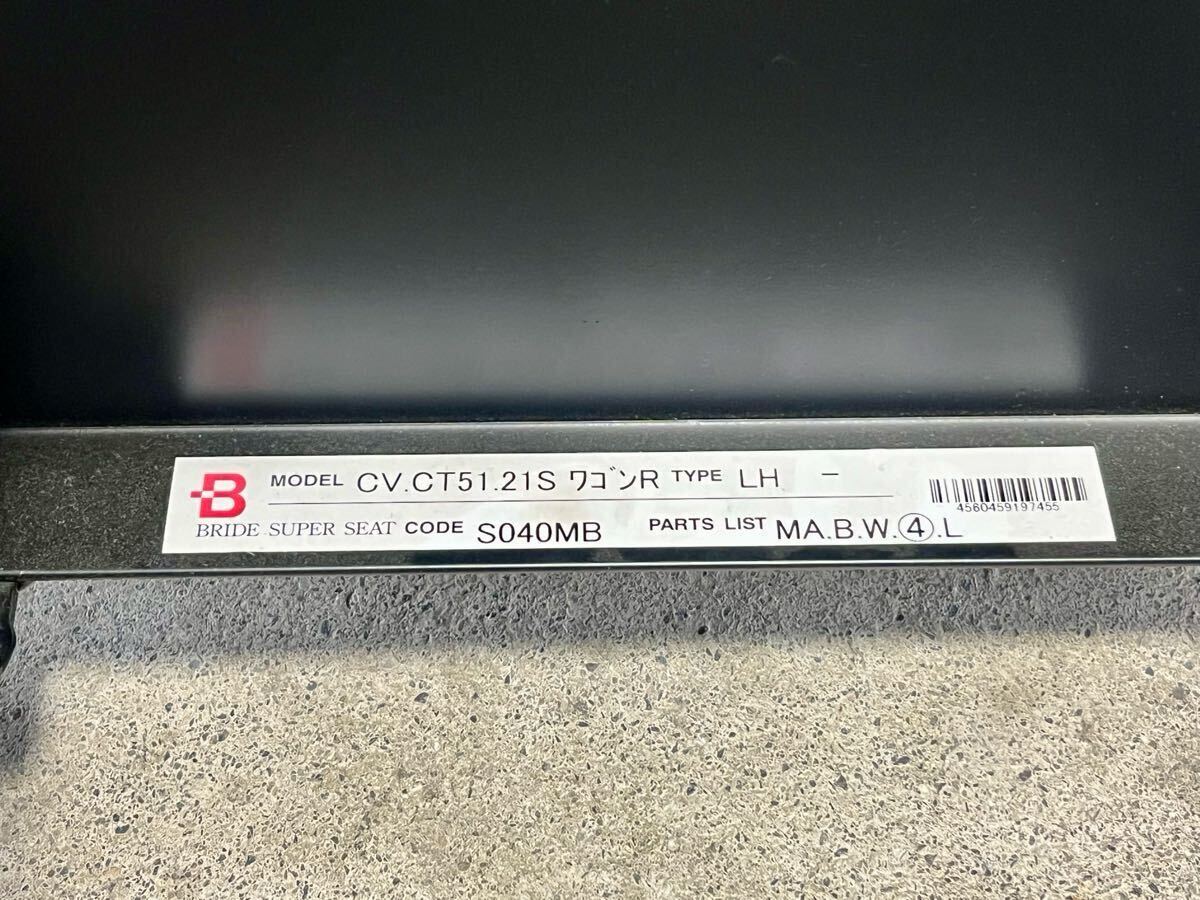 B MODEL CV.CT51.21S ワゴンR TYPE LH -
BRIDE SUPER SEAT CODE S040MB PARTS LIST MA.B.W.④.L
4560459197455